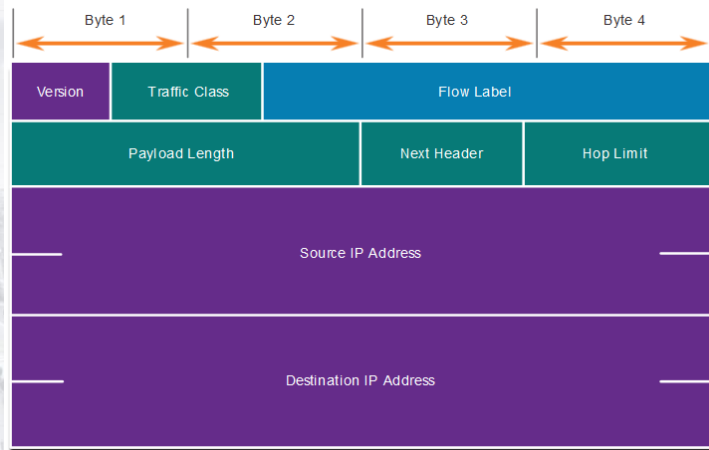 Byte 1 Byte 2 Byte 3 Byte 4
Version Traffic Class Flow Label
Payload Length Next Header Hop Limit
Source IP Address
Destination IP Address